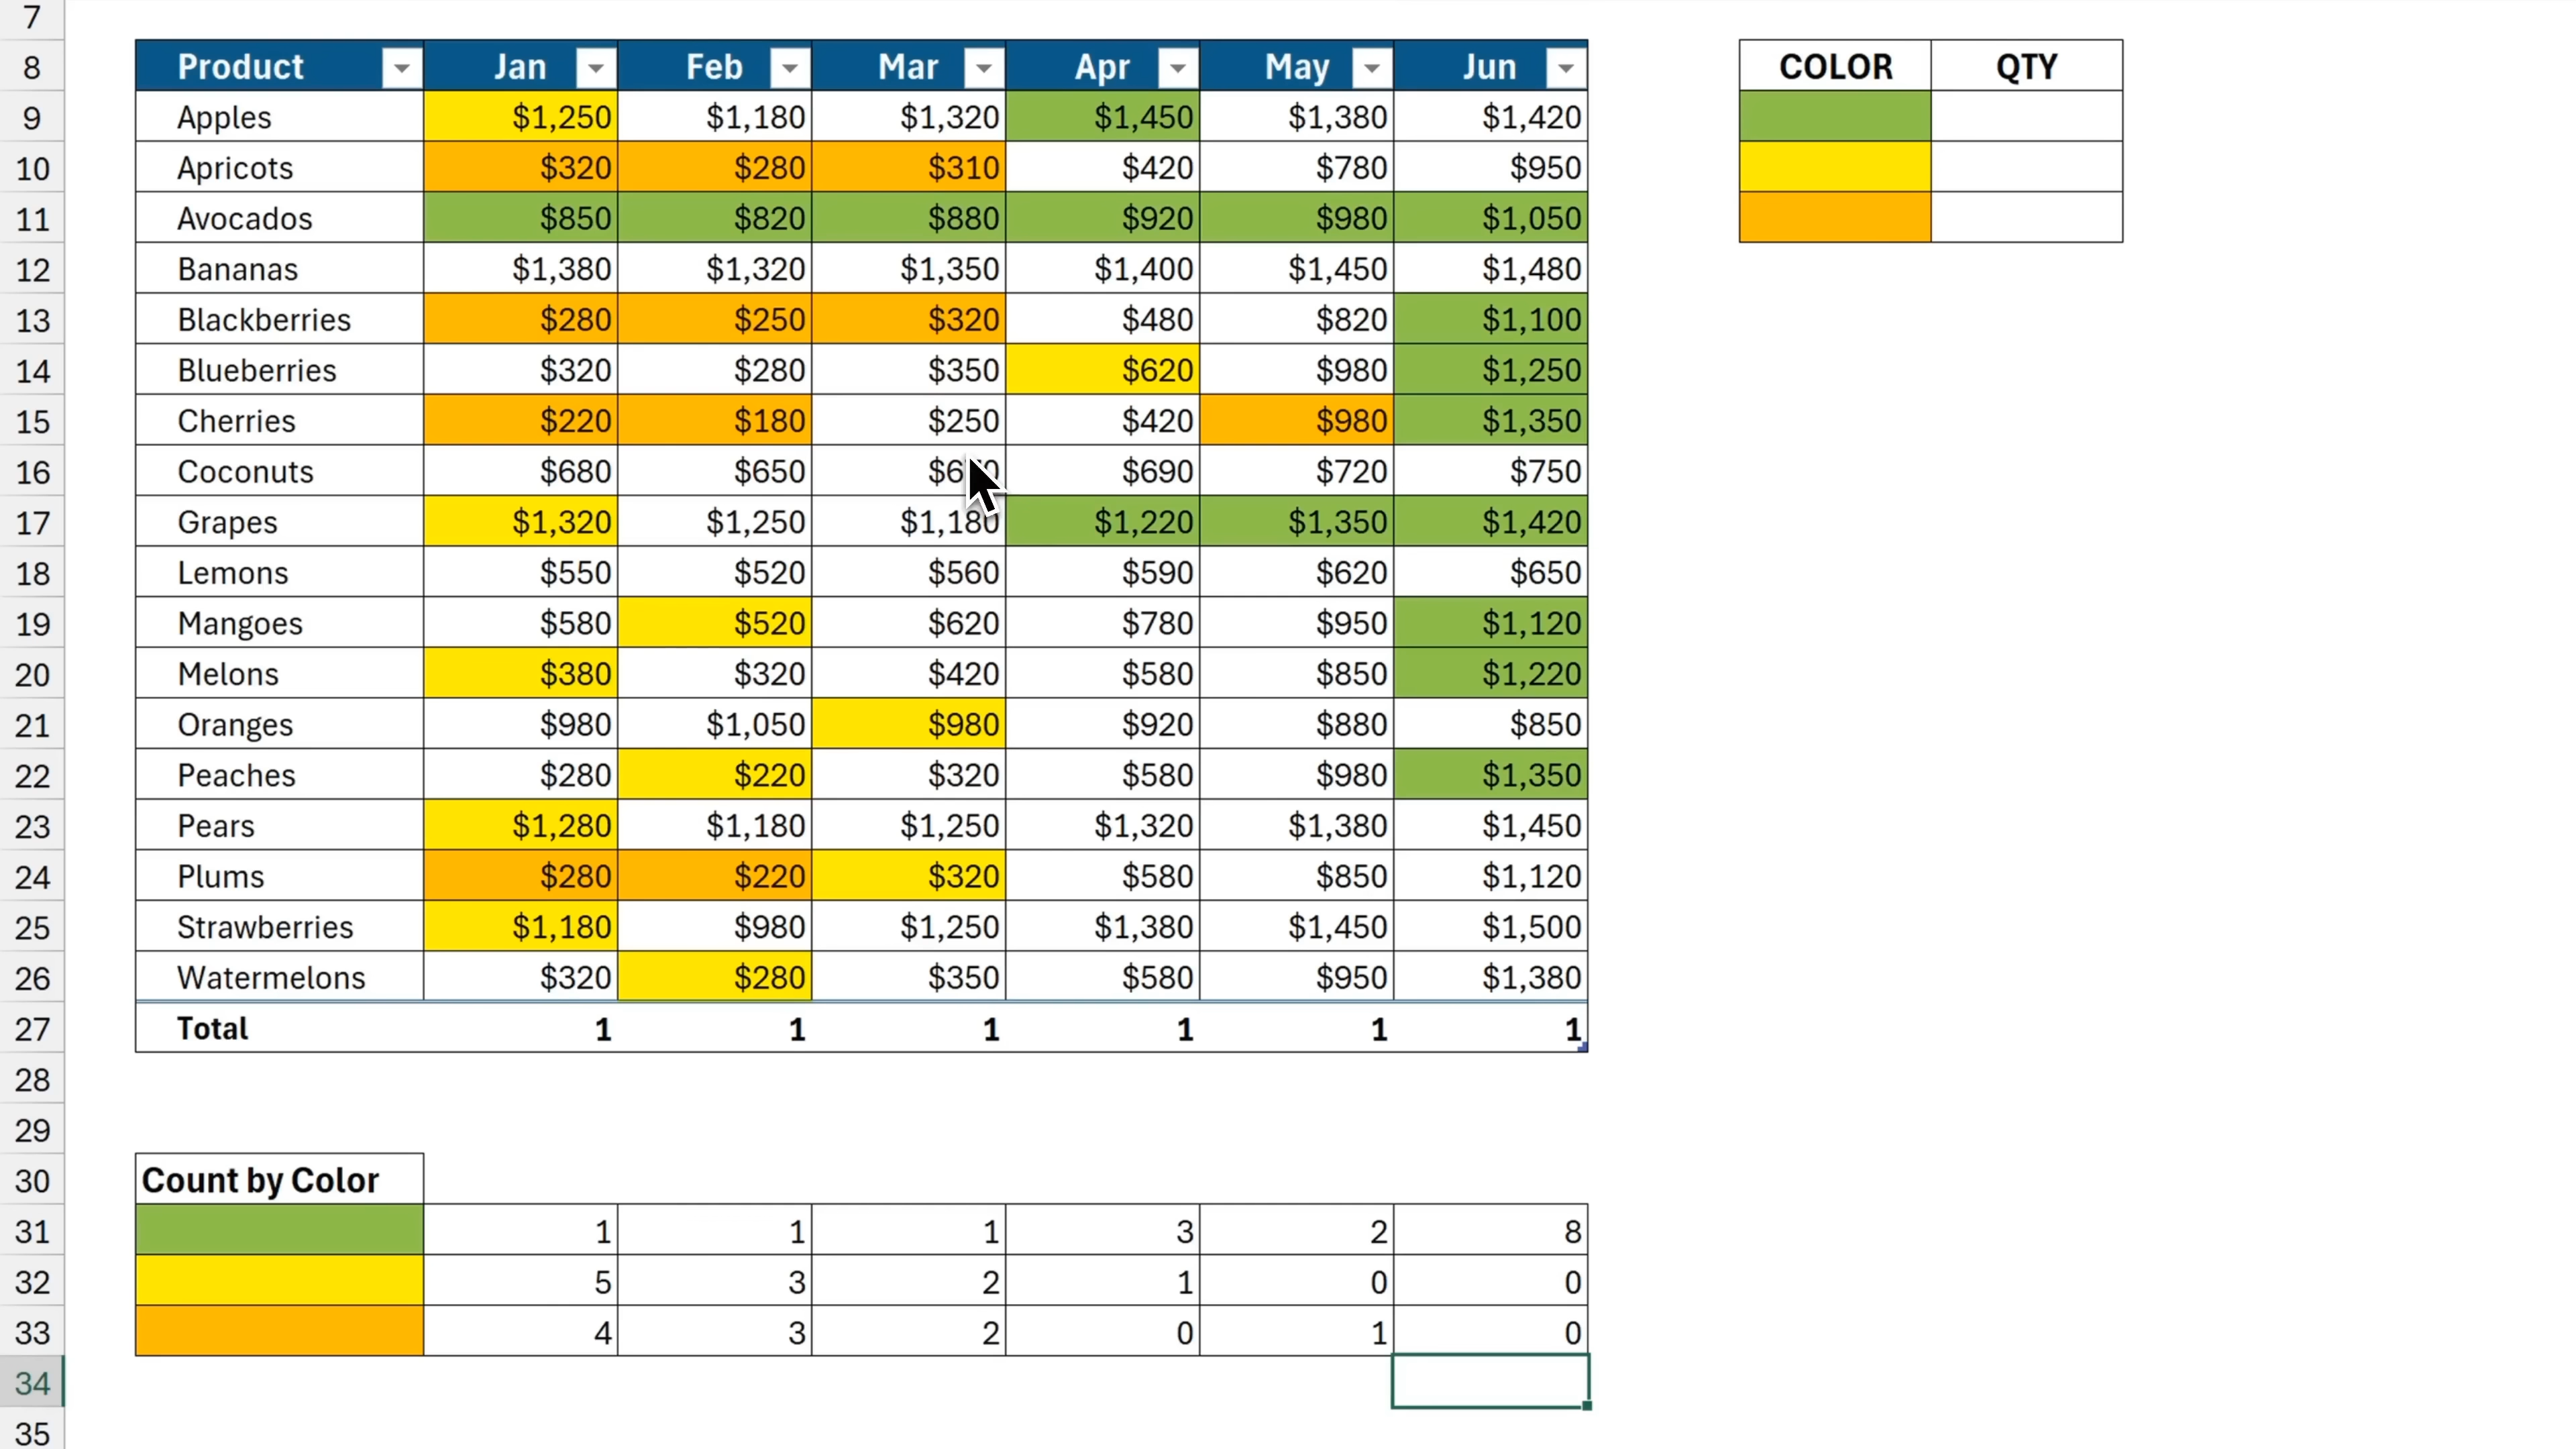 7
8 Product Jan Feb Mar Apr May Jun COLOR QTY
9 Apples $1,250 $1,180 $1,320 $1,450 $1,380 $1,420
10 Apricots $320 $280 $310 $420 $780 $950
11 Avocados $850 $820 $880 $920 $980 $1,050
12 Bananas $1,380 $1,320 $1,350 $1,400 $1,450 $1,480
13 Blackberries $280 $250 $320 $480 $820 $1,100
14 Blueberries $320 $280 $350 $620 $980 $1,250
15 Cherries $220 $180 $250 $420 $980 $1,350
16 Coconuts $680 $650 $690 $720 $750
17 Grapes $1,320 $1,250 $1,180 $1,220 $1,350 $1,420
18 Lemons $550 $520 $560 $590 $620 $650
19 Mangoes $580 $520 $620 $780 $950 $1,120
20 Melons $380 $320 $420 $580 $850 $1,220
21 Oranges $980 $1,050 $980 $920 $880 $850
22 Peaches $280 $220 $320 $580 $980 $1,350
23 Pears $1,280 $1,180 $1,250 $1,320 $1,380 $1,450
24 Plums $280 $220 $320 $580 $850 $1,120
25 Strawberries $1,180 $980 $1,250 $1,380 $1,450 $1,500
26 Watermelons $320 $280 $350 $580 $950 $1,380
27 Total 1 1 1 1 1 1
28
29
30 Count by Color
31 1 1 1 3 2 8
32 5 3 2 1 0 0
33 4 3 2 0 1 0
34
35